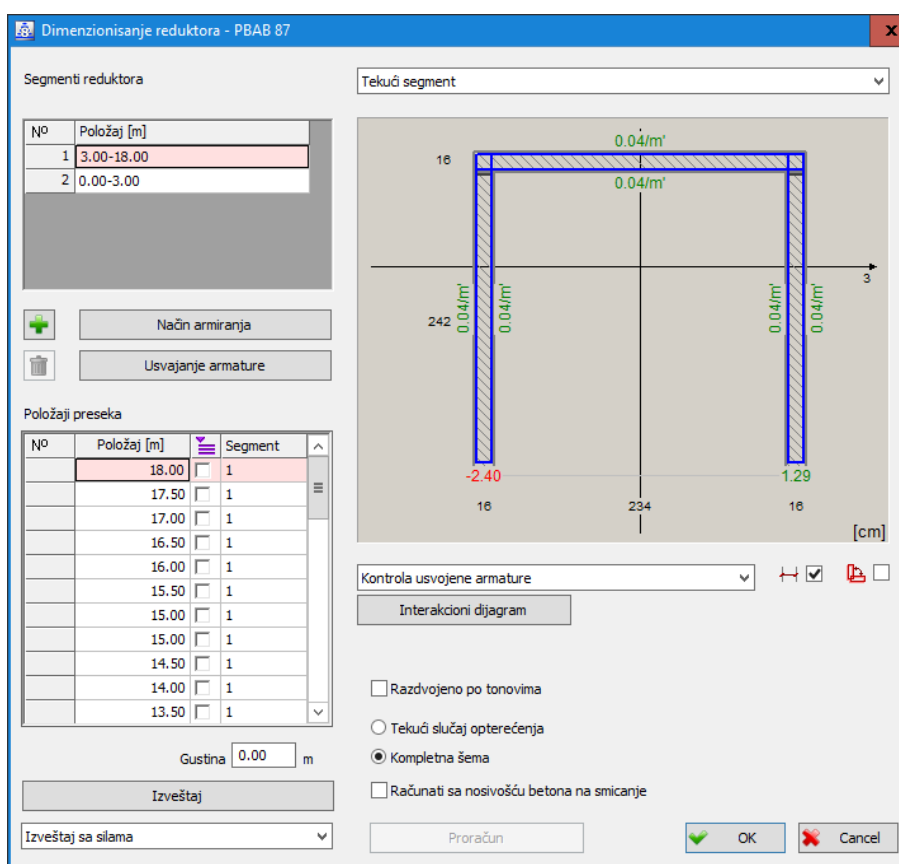 Dimenzionisanje reduktora - PBAB 87
x
Segmenti reduktora
Tekući segment
Nº Položaj [m]
1 3.00-18.00
2 0.00-3.00
0.04/m'
16
0.04/m'
3
0.04/m' 0.04/m' 0.04/m' 0.04/m'
242
-2.40 1.29
16 234 16
[cm]
Način armiranja
Usvajanje armature
Položaji preseka
Nº Položaj [m] Segment
18.00 1
17.50 1
17.00 1
16.50 1
16.00 1
15.50 1
15.00 1
15.00 1
14.50 1
14.00 1
13.50 1
Kontrola usvojene armature
Interakcioni dijagram
Razdvojeno po tonovima
Tekući slučaj opterećenja
Kompletna šema
Računati sa nosivošću betona na smicanje
Gustina 0.00 m
Izveštaj
Izveštaj sa silama
Proračun
OK
Cancel